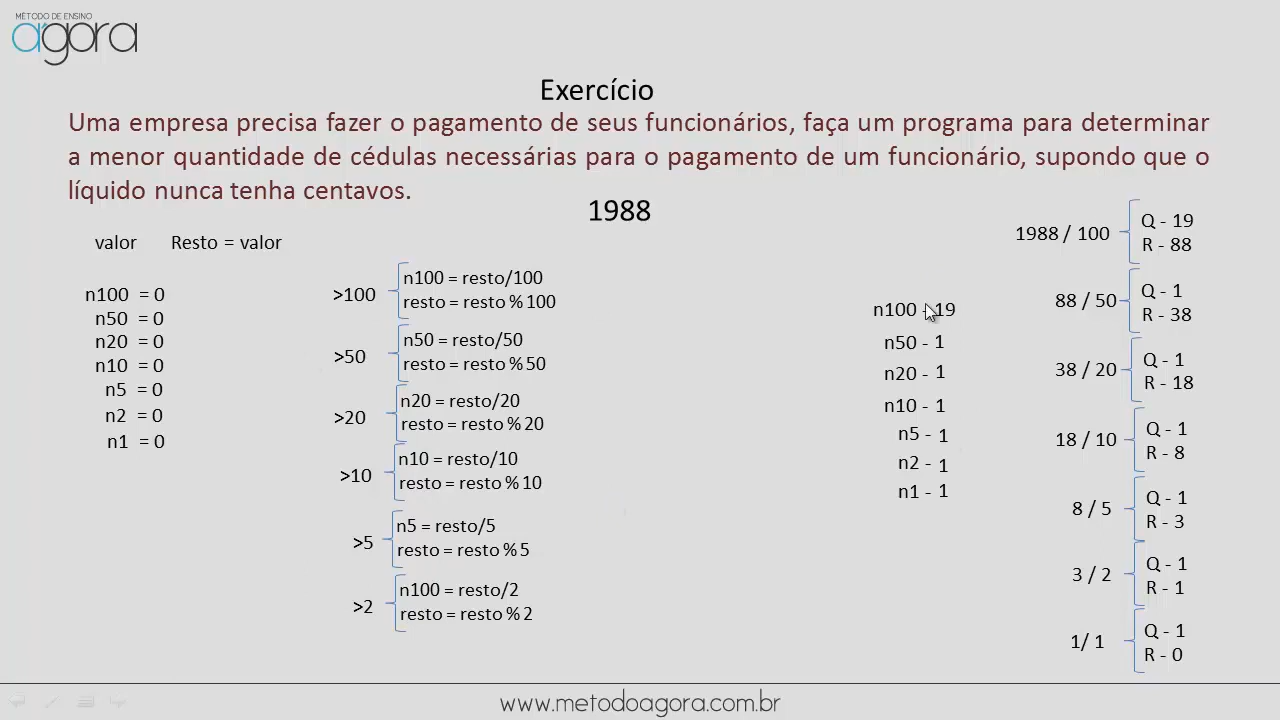 MÉTODO DE ENSINO
agora
Exercício
Uma empresa precisa fazer o pagamento de seus funcionários, faça um programa para determinar
a menor quantidade de cédulas necessárias para o pagamento de um funcionário, supondo que o
líquido nunca tenha centavos.
1988
valor Resto = valor
n100 = 0
n50 = 0
n20 = 0
n10 = 0
n5 = 0
n2 = 0
n1 = 0
>100
n100 = resto/100
resto = resto % 100
>50
n50 = resto/50
resto = resto % 50
>20
n20 = resto/20
resto = resto % 20
>10
n10 = resto/10
resto = resto % 10
>5
n5 = resto/5
resto = resto % 5
>2
n100 = resto/2
resto = resto % 2
n100 - 19
n50 - 1
n20 - 1
n10 - 1
n5 - 1
n2 - 1
n1 - 1
1988 / 100
Q - 19
R - 88
88 / 50
Q - 1
R - 38
38 / 20
Q - 1
R - 18
18 / 10
Q - 1
R - 8
8 / 5
Q - 1
R - 3
3 / 2
Q - 1
R - 1
1/ 1
Q - 1
R - 0
www.metodoagora.com.br